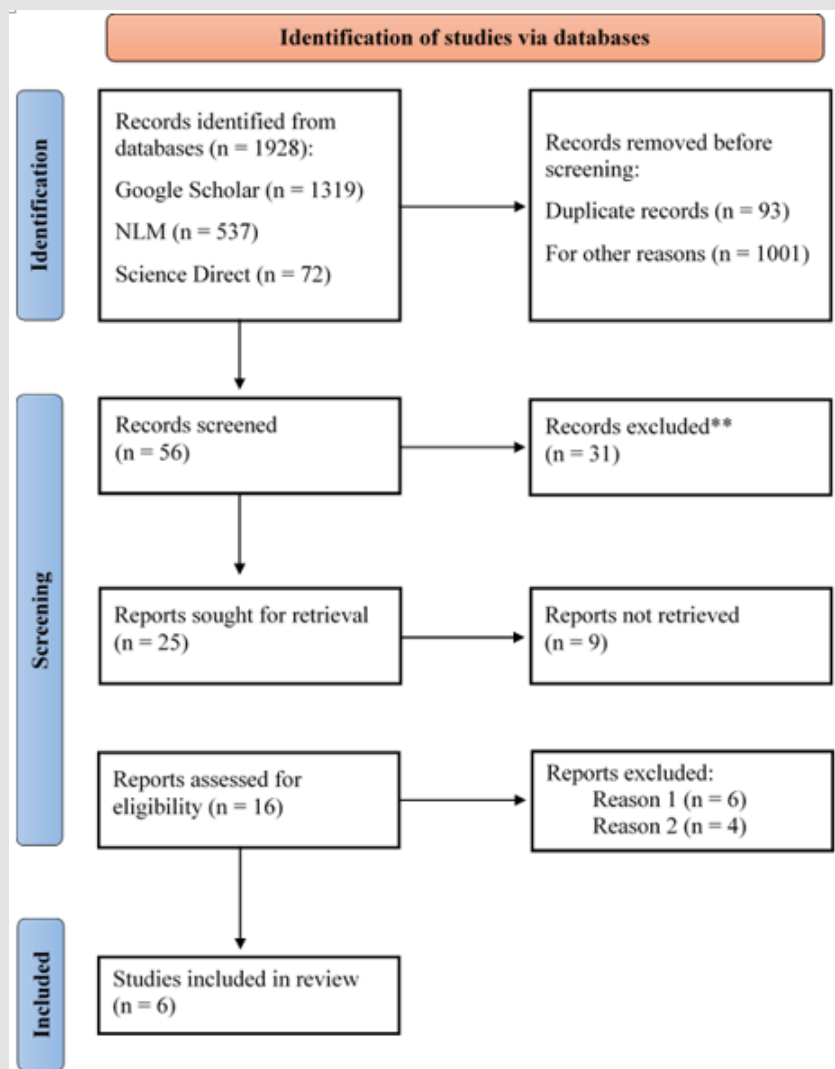 Identification of studies via databases
Identification
Records identified from
databases (n = 1928):
Google Scholar (n = 1319)
NLM (n = 537)
Science Direct (n = 72)
Records removed before
screening:
Duplicate records (n = 93)
For other reasons (n = 1001)
Screening
Records screened
(n = 56)
Records excluded**
(n = 31)
Reports sought for retrieval
(n = 25)
Reports not retrieved
(n = 9)
Reports assessed for
eligibility (n = 16)
Reports excluded:
Reason 1 (n = 6)
Reason 2 (n = 4)
Included
Studies included in review
(n = 6)